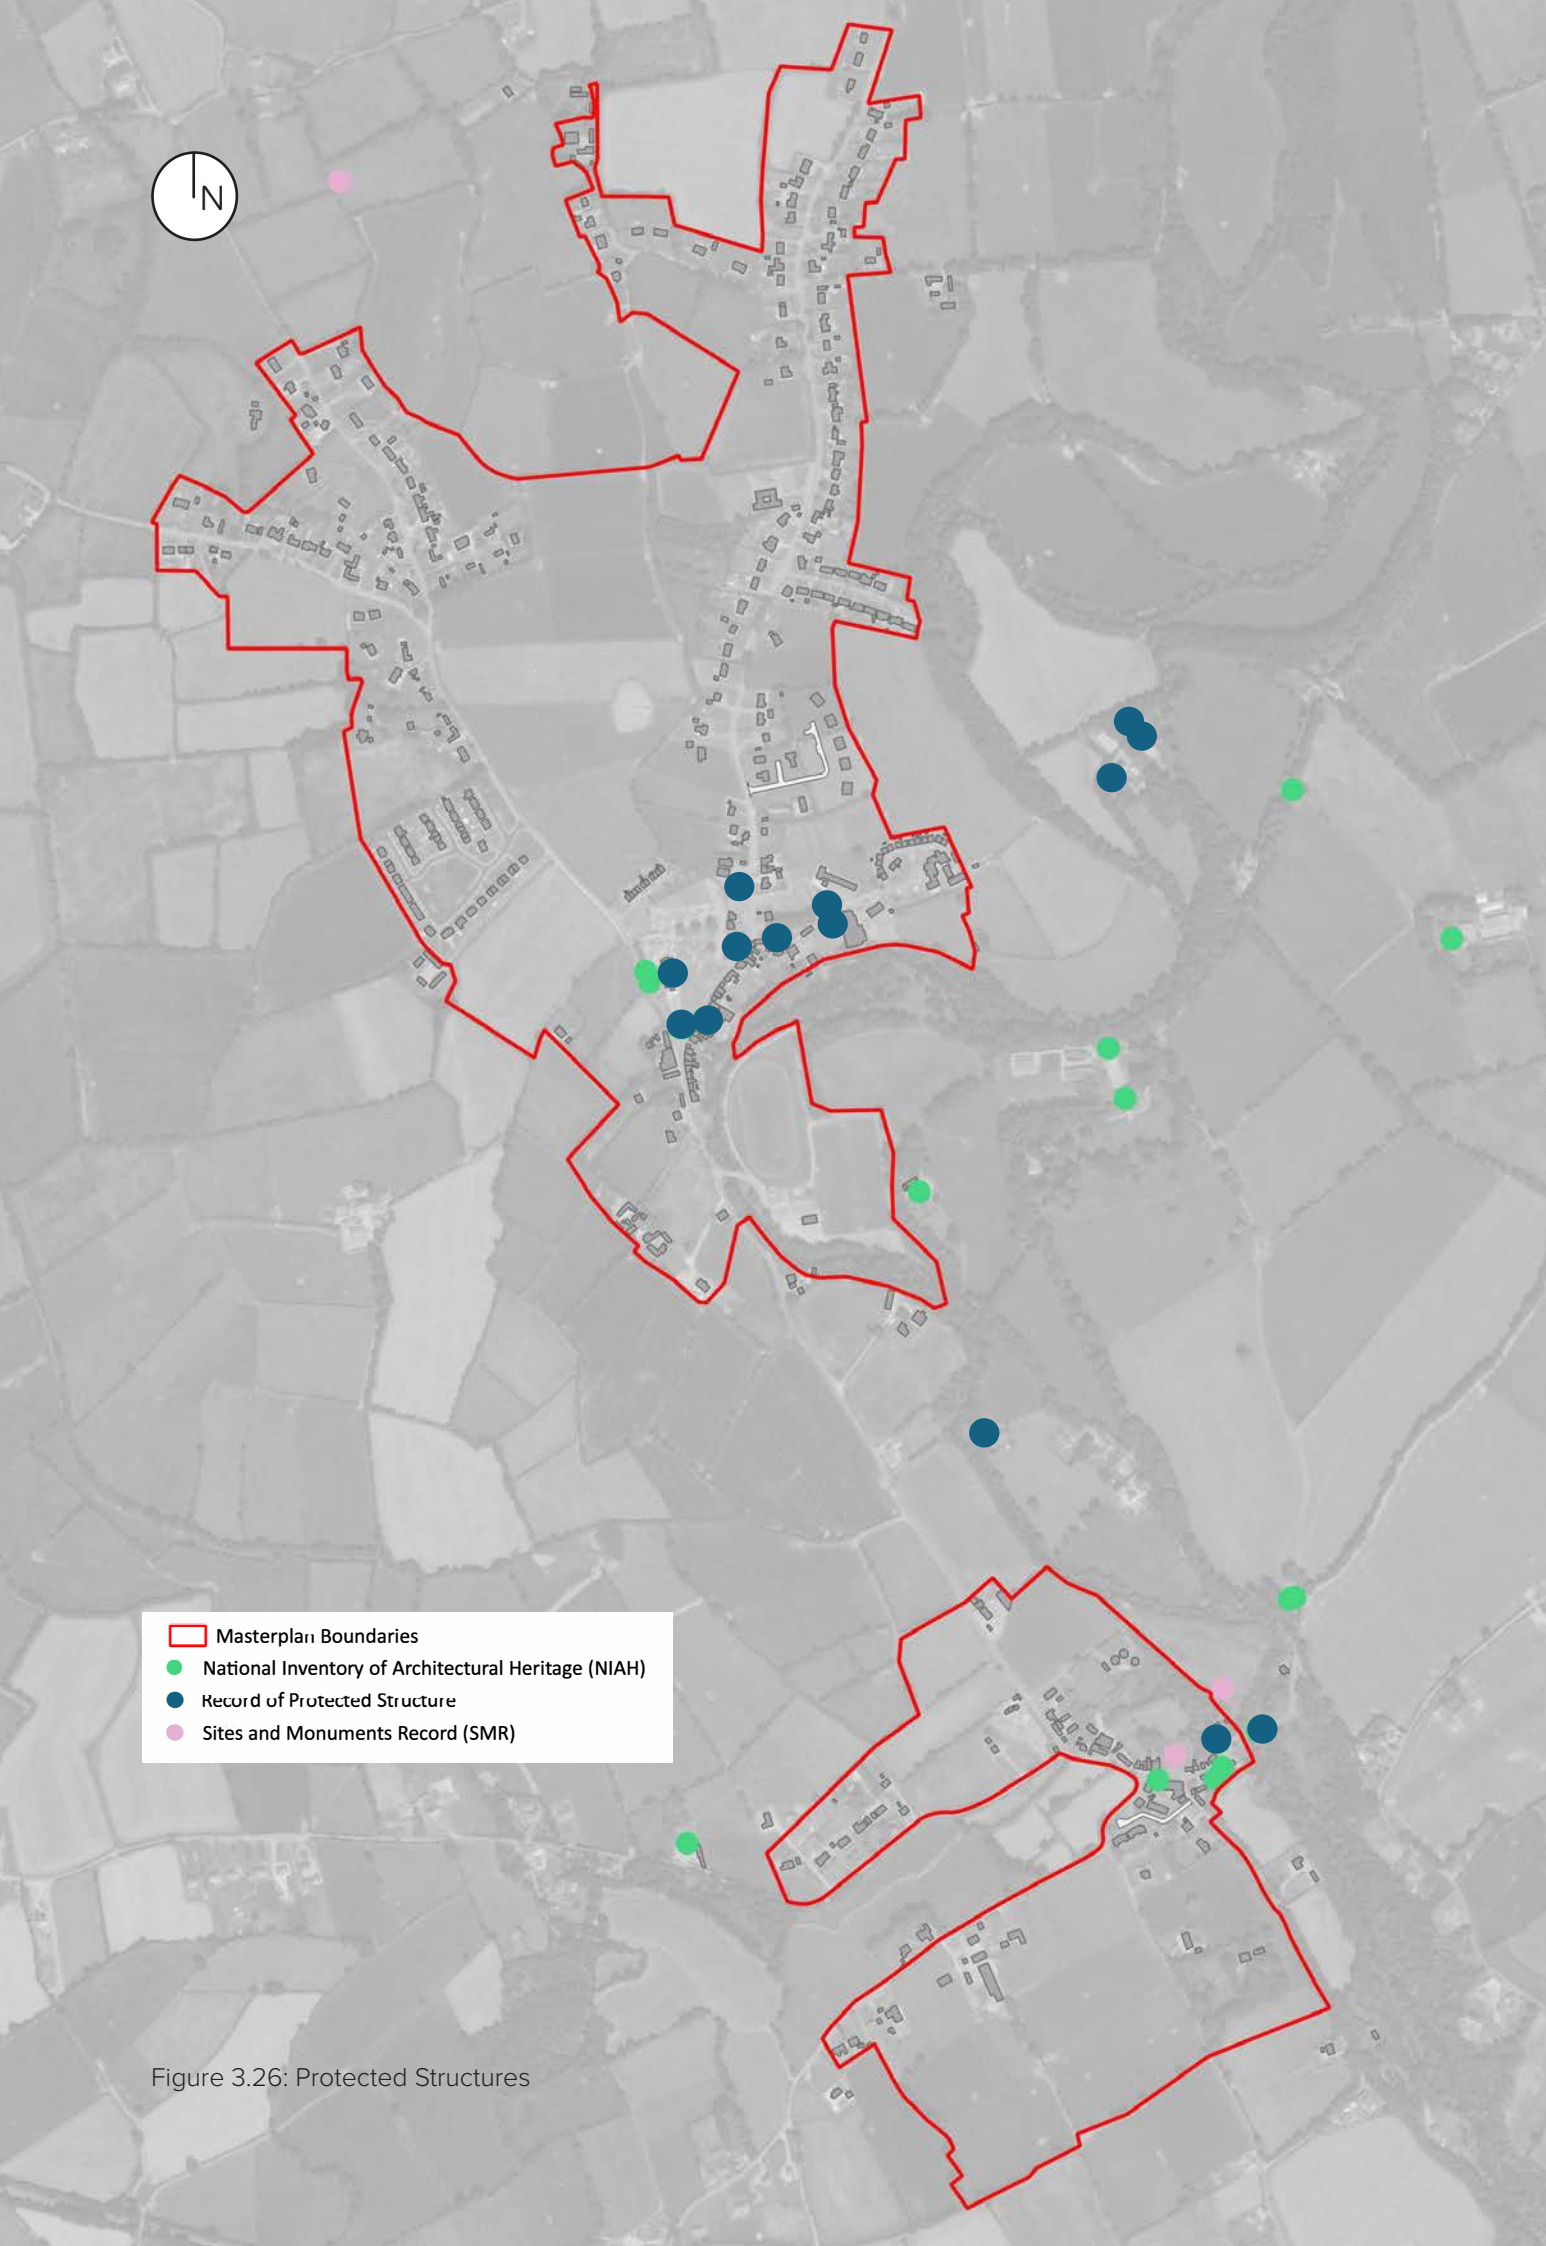 N
Masterplan Boundaries
National Inventory of Architectural Heritage (NIAH)
Record of Protected Structure
Sites and Monuments Record (SMR)
Figure 3.26: Protected Structures